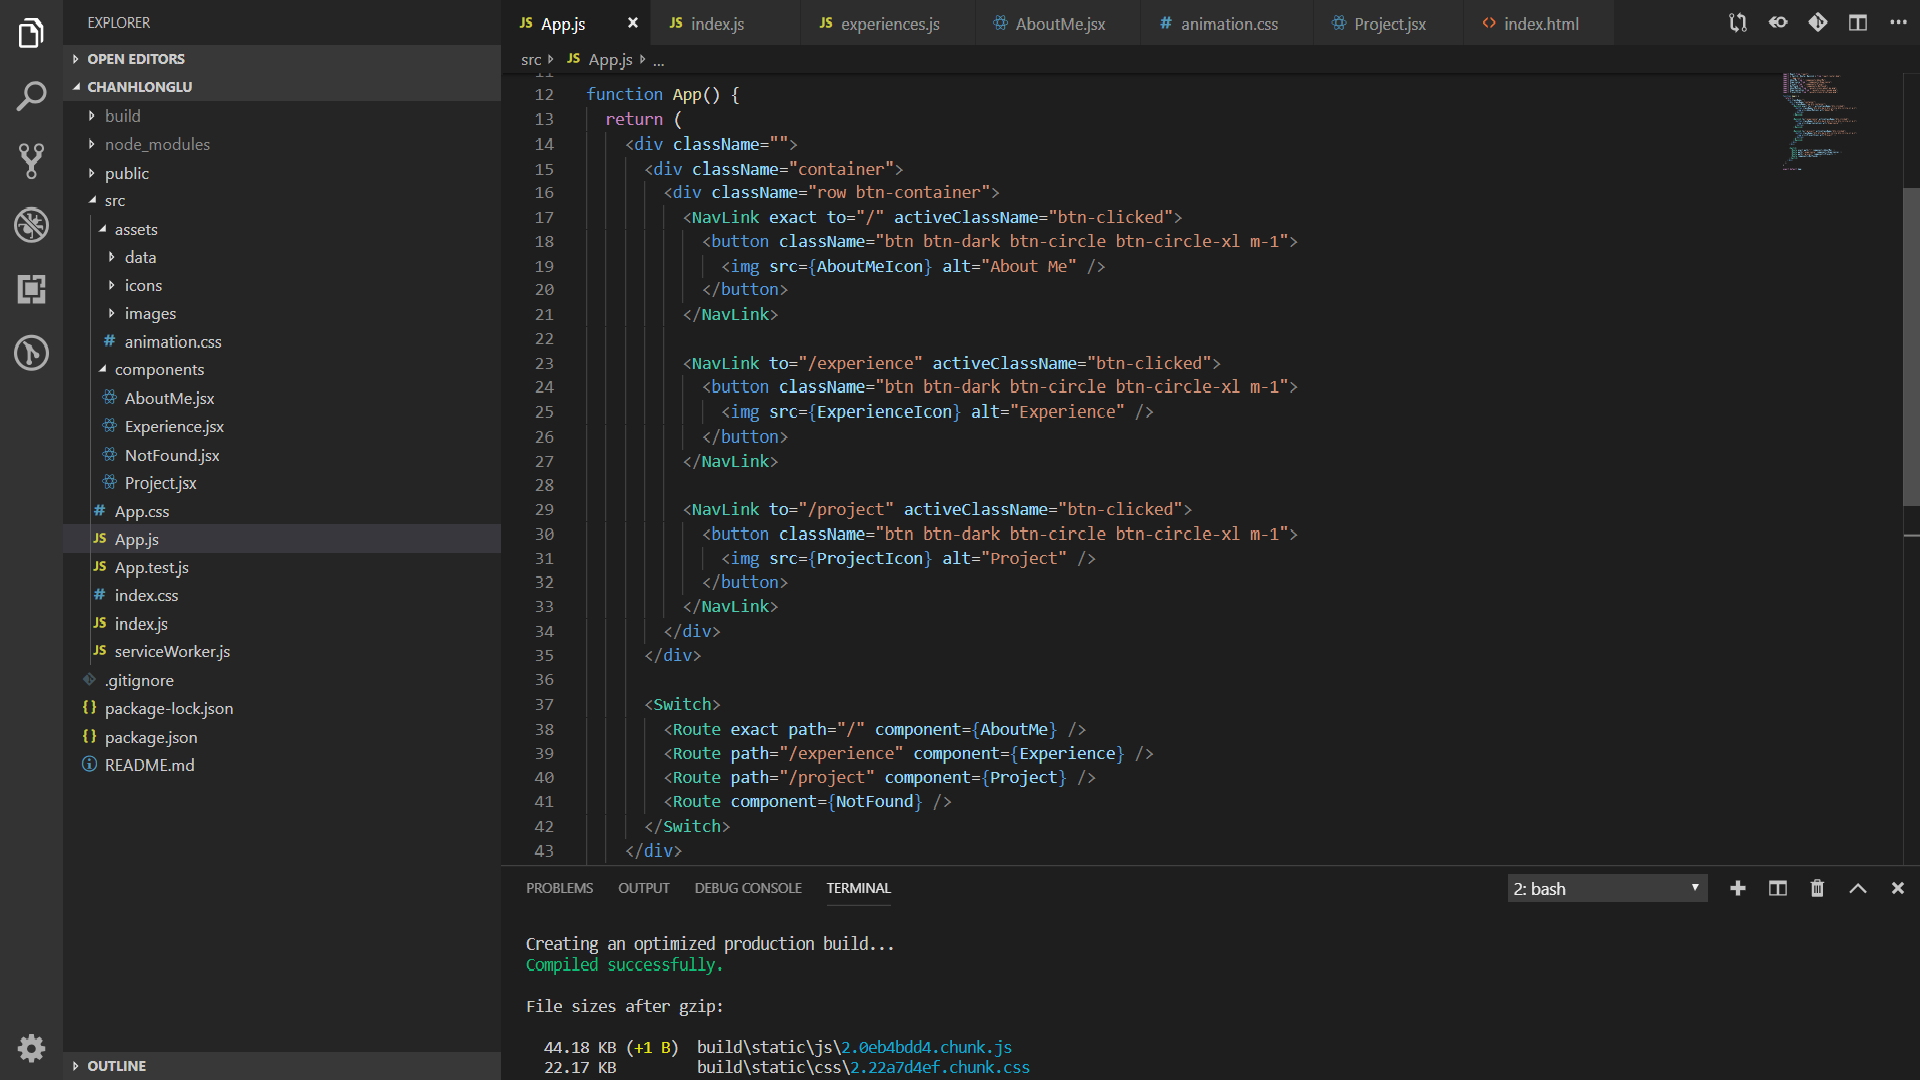 EXPLORER
OPEN EDITORS
CHANHLONGLU
build
node_modules
public
src
assets
data
icons
images
# animation.css
components
AboutMe.jsx
Experience.jsx
NotFound.jsx
Project.jsx
# App.css
JS App.js
JS App.test.js
# index.css
JS index.js
JS serviceWorker.js
.gitignore
{} package-lock.json
{} package.json
README.md
OUTLINE
JS App.js × JS index.js JS experiences.js AboutMe.jsx # animation.css Project.jsx <> index.html
src JS App.js ...
11
12 function App() {
13 return (
14 <div className="">
15 <div className="container">
16 <div className="row btn-container">
17 <NavLink exact to="/" activeClassName="btn-clicked">
18 <button className="btn btn-dark btn-circle btn-circle-xl m-1">
19 <img src={AboutMeIcon} alt="About Me" />
20 </button>
21 </NavLink>
22
23 <NavLink to="/experience" activeClassName="btn-clicked">
24 <button className="btn btn-dark btn-circle btn-circle-xl m-1">
25 <img src={ExperienceIcon} alt="Experience" />
26 </button>
27 </NavLink>
28
29 <NavLink to="/project" activeClassName="btn-clicked">
30 <button className="btn btn-dark btn-circle btn-circle-xl m-1">
31 <img src={ProjectIcon} alt="Project" />
32 </button>
33 </NavLink>
34 </div>
35 </div>
36
37 <Switch>
38 <Route exact path="/" component={AboutMe} />
39 <Route path="/experience" component={Experience} />
40 <Route path="/project" component={Project} />
41 <Route component={NotFound} />
42 </Switch>
43 </div>
PROBLEMS OUTPUT DEBUG CONSOLE TERMINAL 2: bash
Creating an optimized production build...
Compiled successfully.
File sizes after gzip:
44.18 KB (+1 B) build\static\js\2.0eb4bdd4.chunk.js
22.17 KB build\static\css\2.22a7d4ef.chunk.css